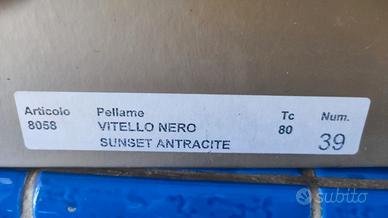 Articolo Pellame Tc Num.
8058 VITELLO NERO 80 39
SUNSET ANTRACITE
subito